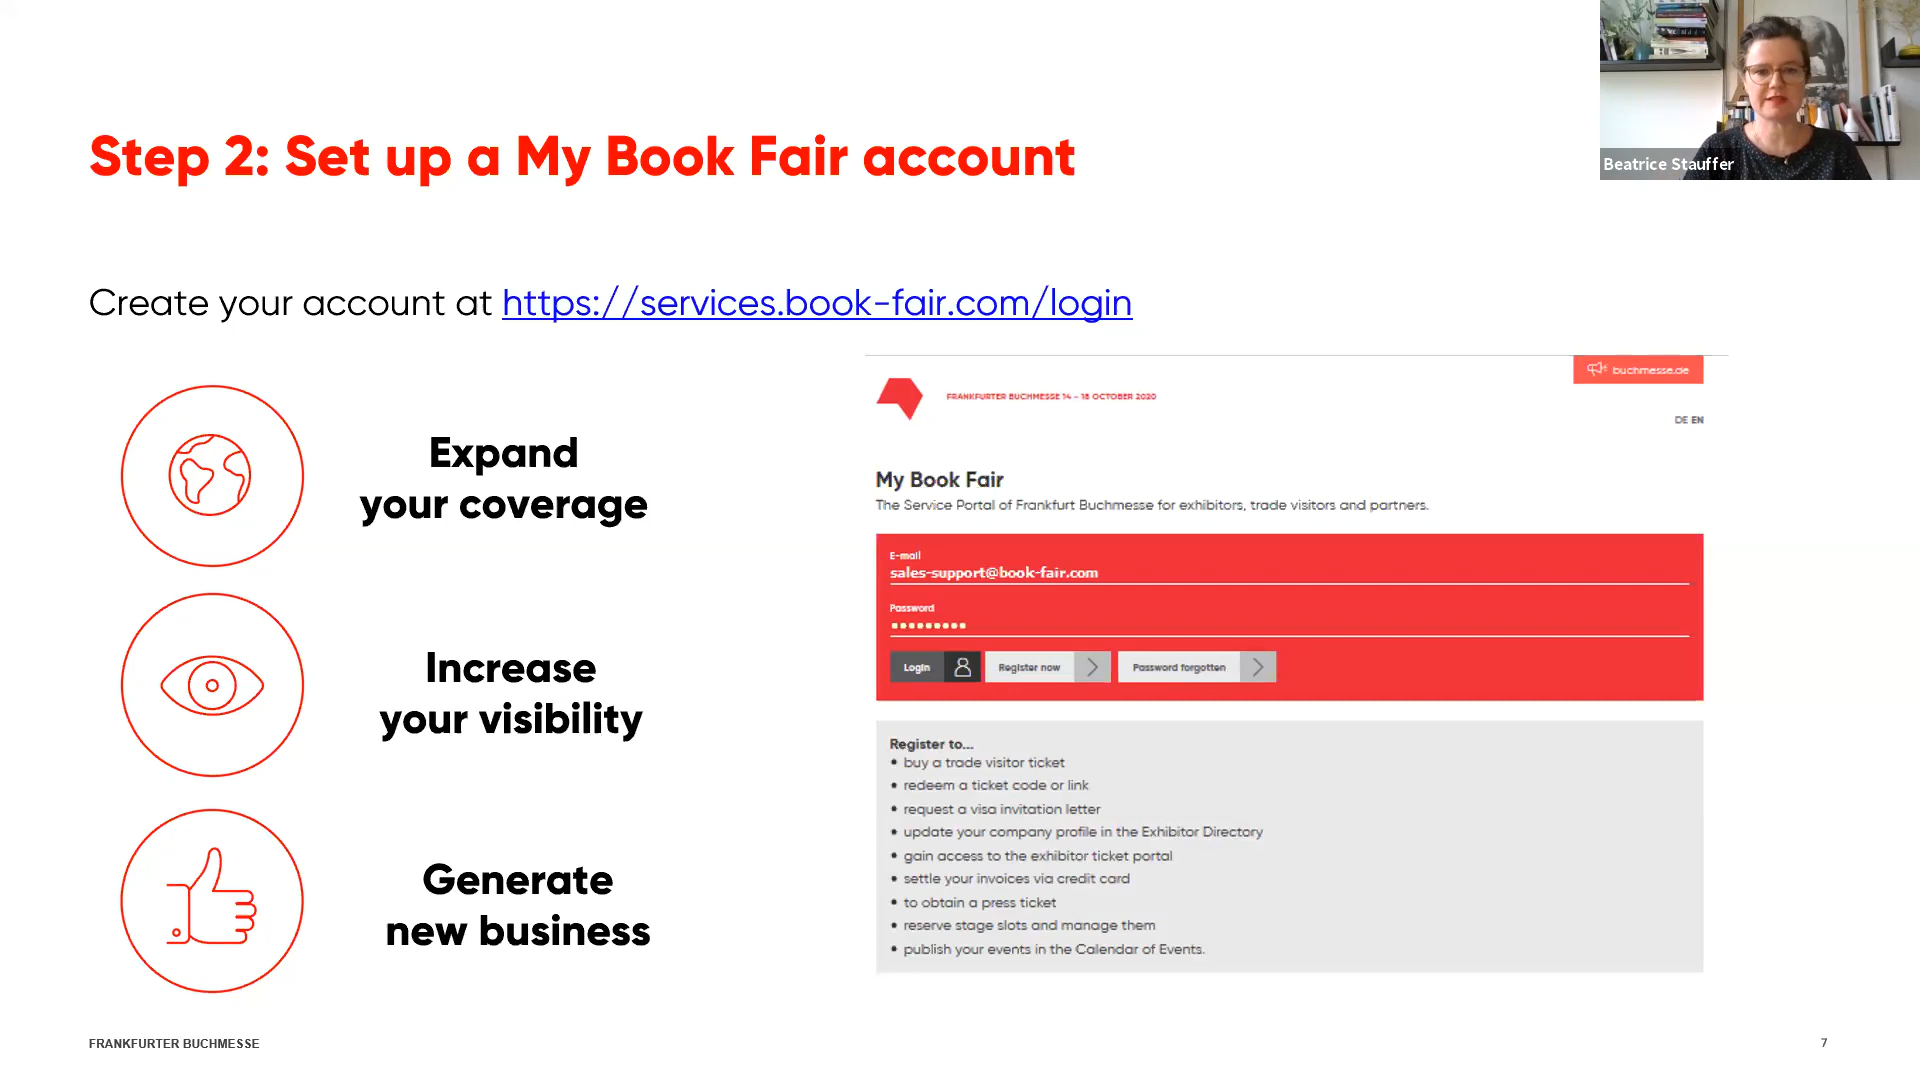 Step 2: Set up a My Book Fair account
Beatrice Stauffer
Create your account at https://services.book-fair.com/login
Expand
your coverage
Increase
your visibility
Generate
new business
buchmesse.de
FRANKFURTER BUCHMESSE 14 – 18 OCTOBER 2020
DE EN
My Book Fair
The Service Portal of Frankfurt Buchmesse for exhibitors, trade visitors and partners.
E-mail
sales-support@book-fair.com
Password
•••••••••
Login
Register now
Password forgotten
Register to...
• buy a trade visitor ticket
• redeem a ticket code or link
• request a visa invitation letter
• update your company profile in the Exhibitor Directory
• gain access to the exhibitor ticket portal
• settle your invoices via credit card
• to obtain a press ticket
• reserve stage slots and manage them
• publish your events in the Calendar of Events.
FRANKFURTER BUCHMESSE
7